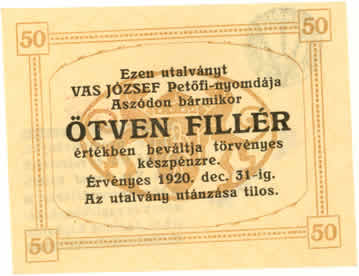 50 50
Ezen utalványt
VAS JÓZSEF Petőfi-nyomdája
Aszódon bármikor
ÖTVEN FILLÉR
értékben beváltja törvényes
készpénzre.
Érvényes 1920. dec. 31-ig.
Az utalvány utánzása tilos.
50 50